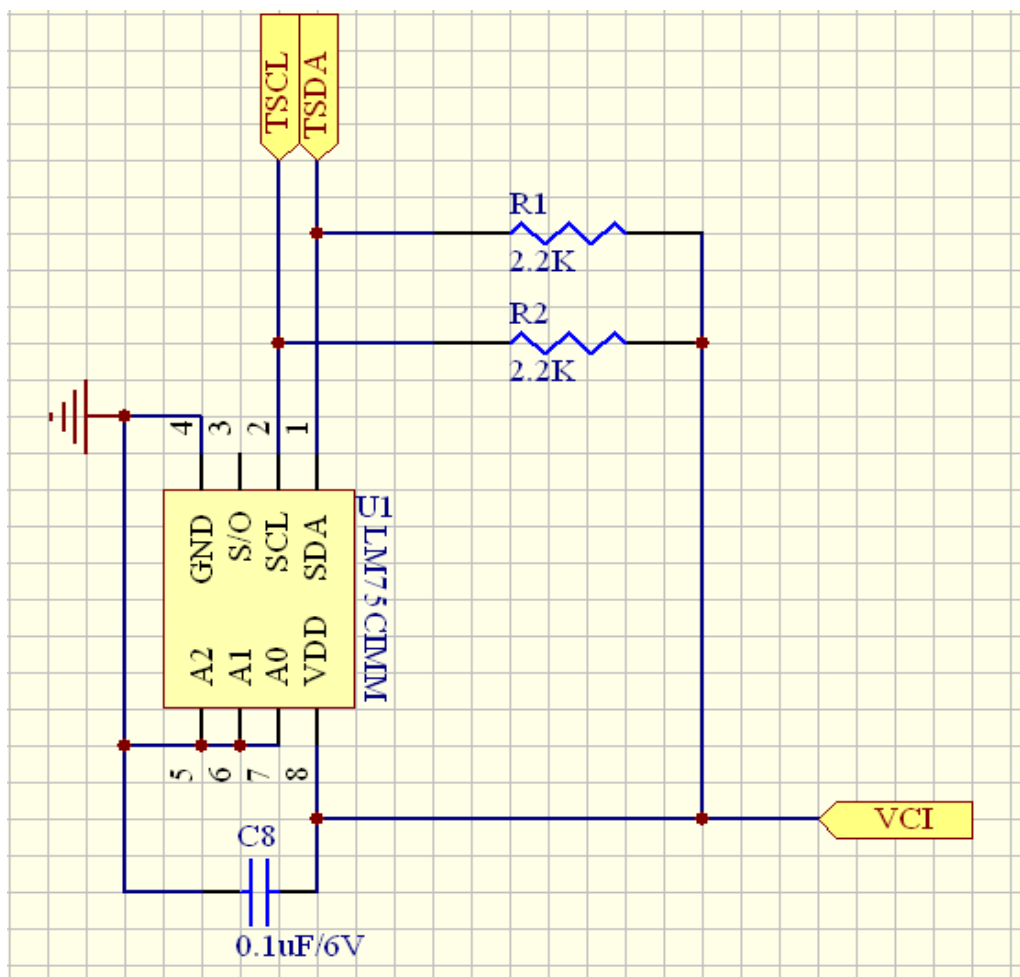 TSCL
TSDA
R1
2.2K
R2
2.2K
4
3
2
1
U1
LM75CIMM
GND
S/O
SCL
SDA
A2
A1
A0
VDD
5
6
7
8
VCI
C8
0.1uF/6V